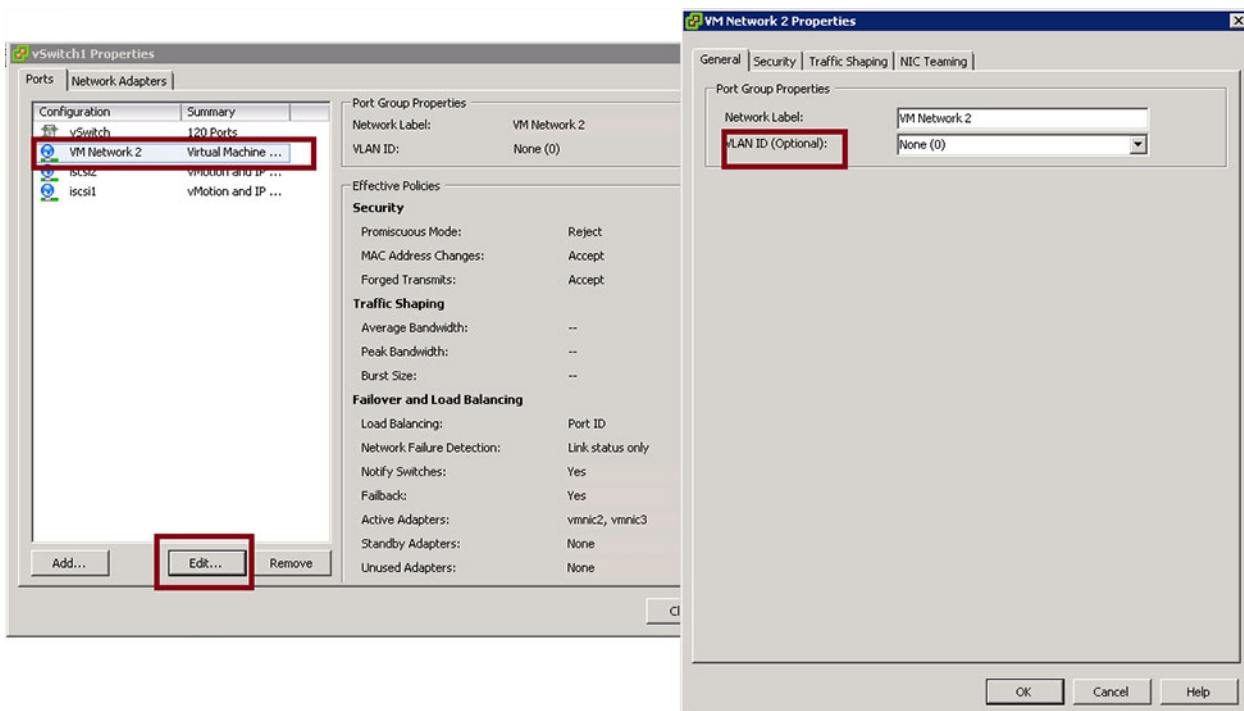 vSwitch1 Properties
Ports Network Adapters
Configuration Summary
vSwitch 120 Ports
VM Network 2 Virtual Machine ...
iscsi2 vMotion and IP ...
iscsi1 vMotion and IP ...
Add... Edit... Remove
Port Group Properties
Network Label: VM Network 2
VLAN ID: None (0)
Effective Policies
Security
Promiscuous Mode: Reject
MAC Address Changes: Accept
Forged Transmits: Accept
Traffic Shaping
Average Bandwidth: --
Peak Bandwidth: --
Burst Size: --
Failover and Load Balancing
Load Balancing: Port ID
Network Failure Detection: Link status only
Notify Switches: Yes
Failback: Yes
Active Adapters: vmnic2, vmnic3
Standby Adapters: None
Unused Adapters: None
Cl
VM Network 2 Properties
General Security Traffic Shaping NIC Teaming
Port Group Properties
Network Label: VM Network 2
VLAN ID (Optional): None (0)
OK Cancel Help